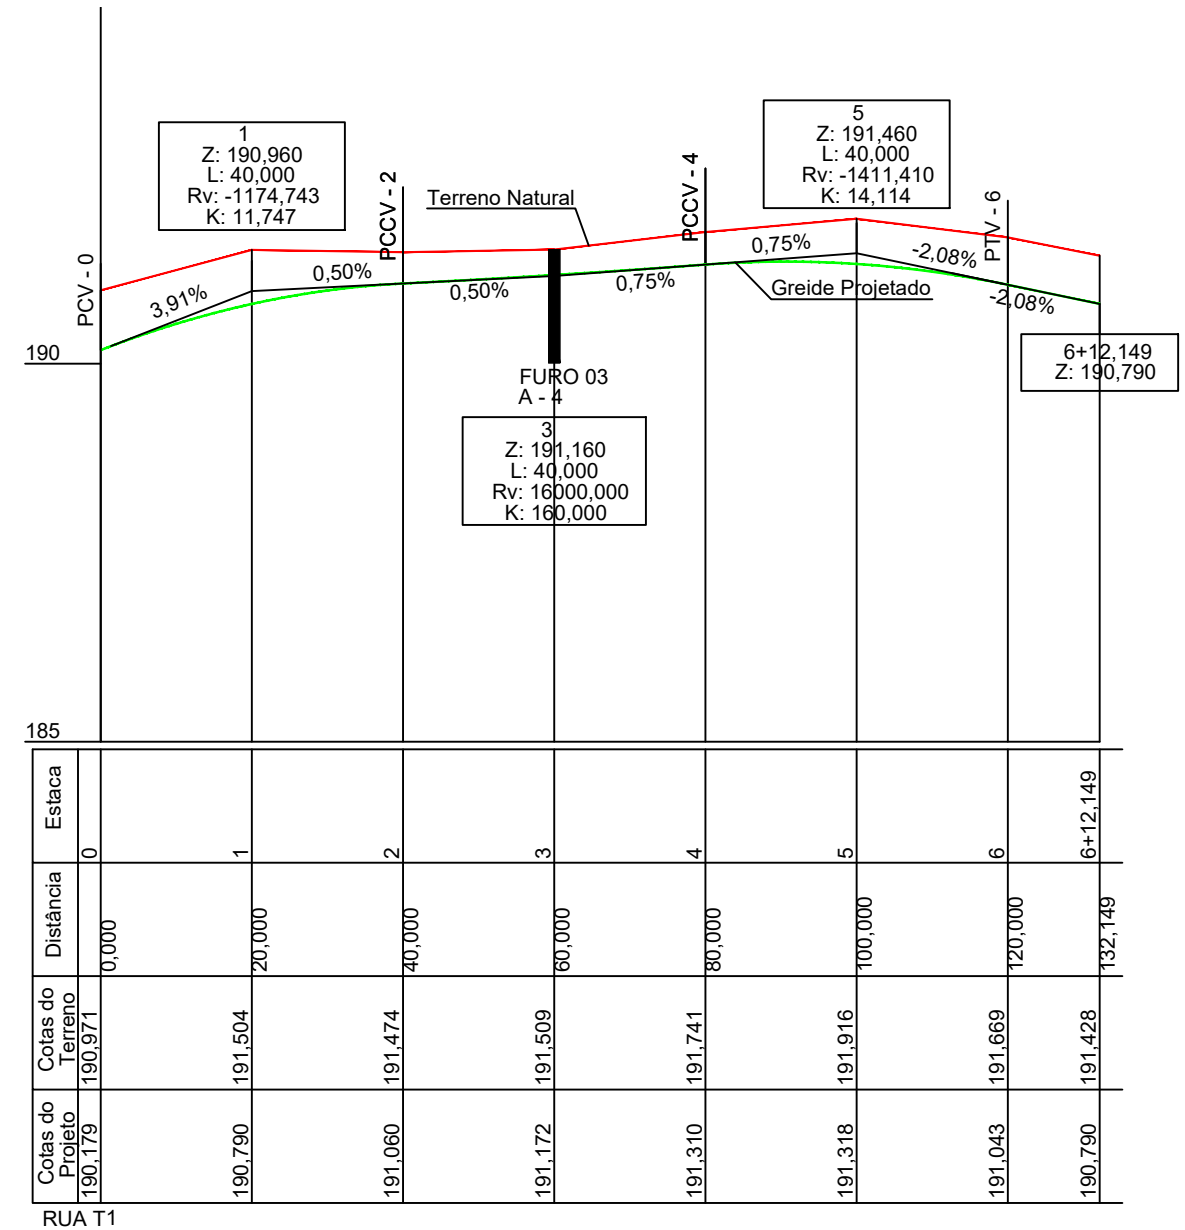 1
Z: 190,960
L: 40,000
Rv: -1174,743
K: 11,747
5
Z: 191,460
L: 40,000
Rv: -1411,410
K: 14,114
PCV - 0
PCCV - 2
PCCV - 4
PTV - 6
Terreno Natural
3,91%
0,50%
0,50%
0,75%
0,75%
-2,08%
-2,08%
Greide Projetado
190
FURO 03
A - 4
3
Z: 191,160
L: 40,000
Rv: 16000,000
K: 160,000
6+12,149
Z: 190,790
185
Estaca
0
1
2
3
4
5
6
6+12,149
Distância
0,000
20,000
40,000
60,000
80,000
100,000
120,000
132,149
Cotas do
Terreno
190,971
191,504
191,474
191,509
191,741
191,916
191,669
191,428
Cotas do
Projeto
190,179
190,790
191,060
191,172
191,310
191,318
191,043
190,790
RUA T1